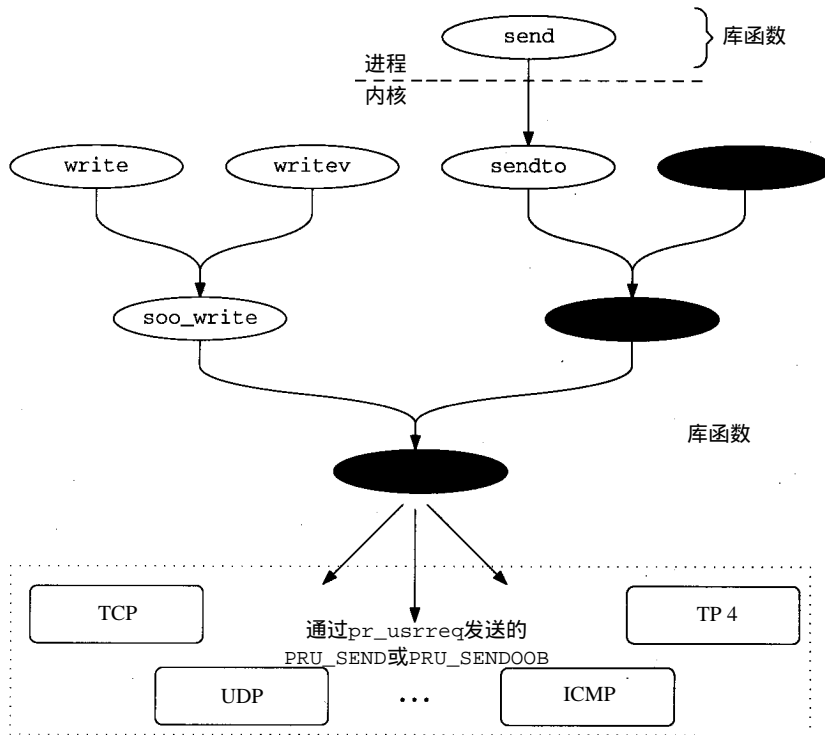 send
库函数
进程
内核
write
writev
sendto
soo_write
库函数
TCP
TP 4
通过pr_usrreq发送的
PRU_SEND或PRU_SENDOOB
UDP
...
ICMP